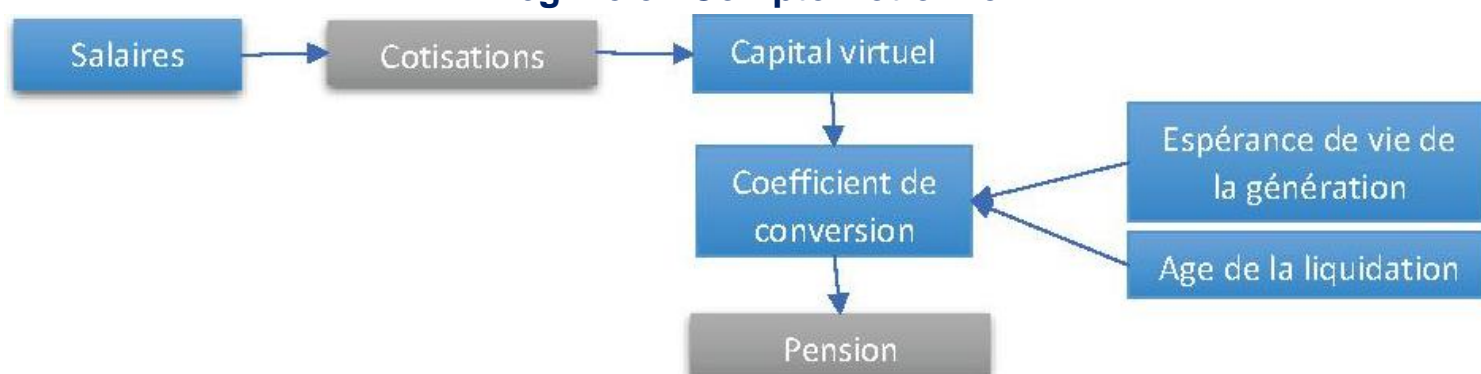 Salaires
Cotisations
Capital virtuel
Coefficient de
conversion
Espérance de vie de
la génération
Age de la liquidation
Pension